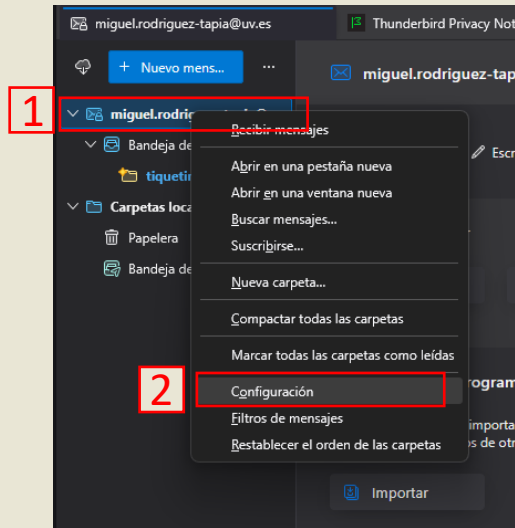 miguel.rodriguez-tapia@uv.es
Thunderbird Privacy Not
+ Nuevo mens...
...
miguel.rodriguez-tap
1
Recibir mensajes
Bandeja de
Abrir en una pestaña nueva
Escr
tiquetin
Abrir en una ventana nueva
Carpetas loca
Buscar mensajes...
Papelera
Suscribirse...
Bandeja de
Nueva carpeta...
Compactar todas las carpetas
Marcar todas las carpetas como leídas
2
Configuración
rogram
Filtros de mensajes
importa
Restablecer el orden de las carpetas
s de otr
Importar